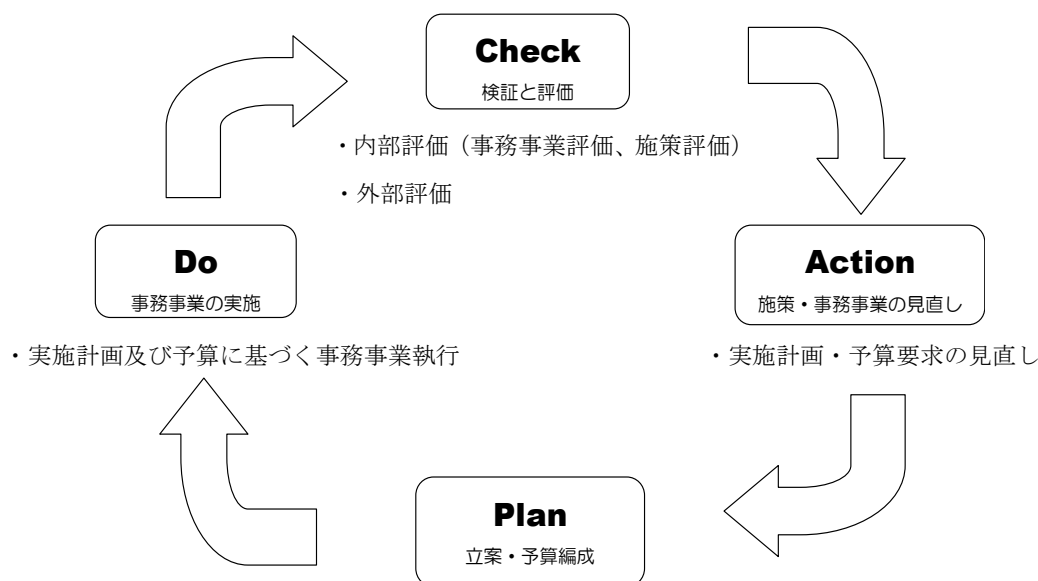 Check
検証と評価
・内部評価（事務事業評価、施策評価）
・外部評価
Do
事務事業の実施
・実施計画及び予算に基づく事務事業執行
Action
施策・事務事業の見直し
・実施計画・予算要求の見直し
Plan
立案・予算編成